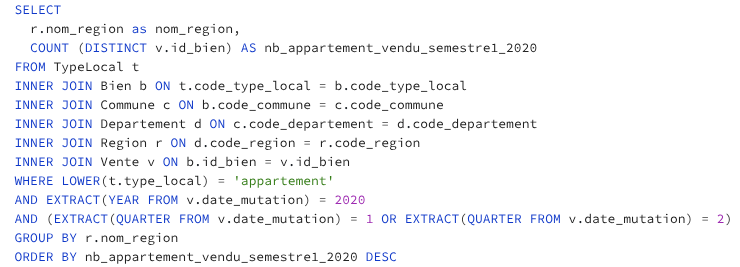 SELECT
r.nom_region as nom_region,
COUNT (DISTINCT v.id_bien) AS nb_appartement_vendu_semestre1_2020
FROM TypeLocal t
INNER JOIN Bien b ON t.code_type_local = b.code_type_local
INNER JOIN Commune c ON b.code_commune = c.code_commune
INNER JOIN Departement d ON c.code_departement = d.code_departement
INNER JOIN Region r ON d.code_region = r.code_region
INNER JOIN Vente v ON b.id_bien = v.id_bien
WHERE LOWER(t.type_local) = 'appartement'
AND EXTRACT(YEAR FROM v.date_mutation) = 2020
AND (EXTRACT(QUARTER FROM v.date_mutation) = 1 OR EXTRACT(QUARTER FROM v.date_mutation) = 2)
GROUP BY r.nom_region
ORDER BY nb_appartement_vendu_semestre1_2020 DESC